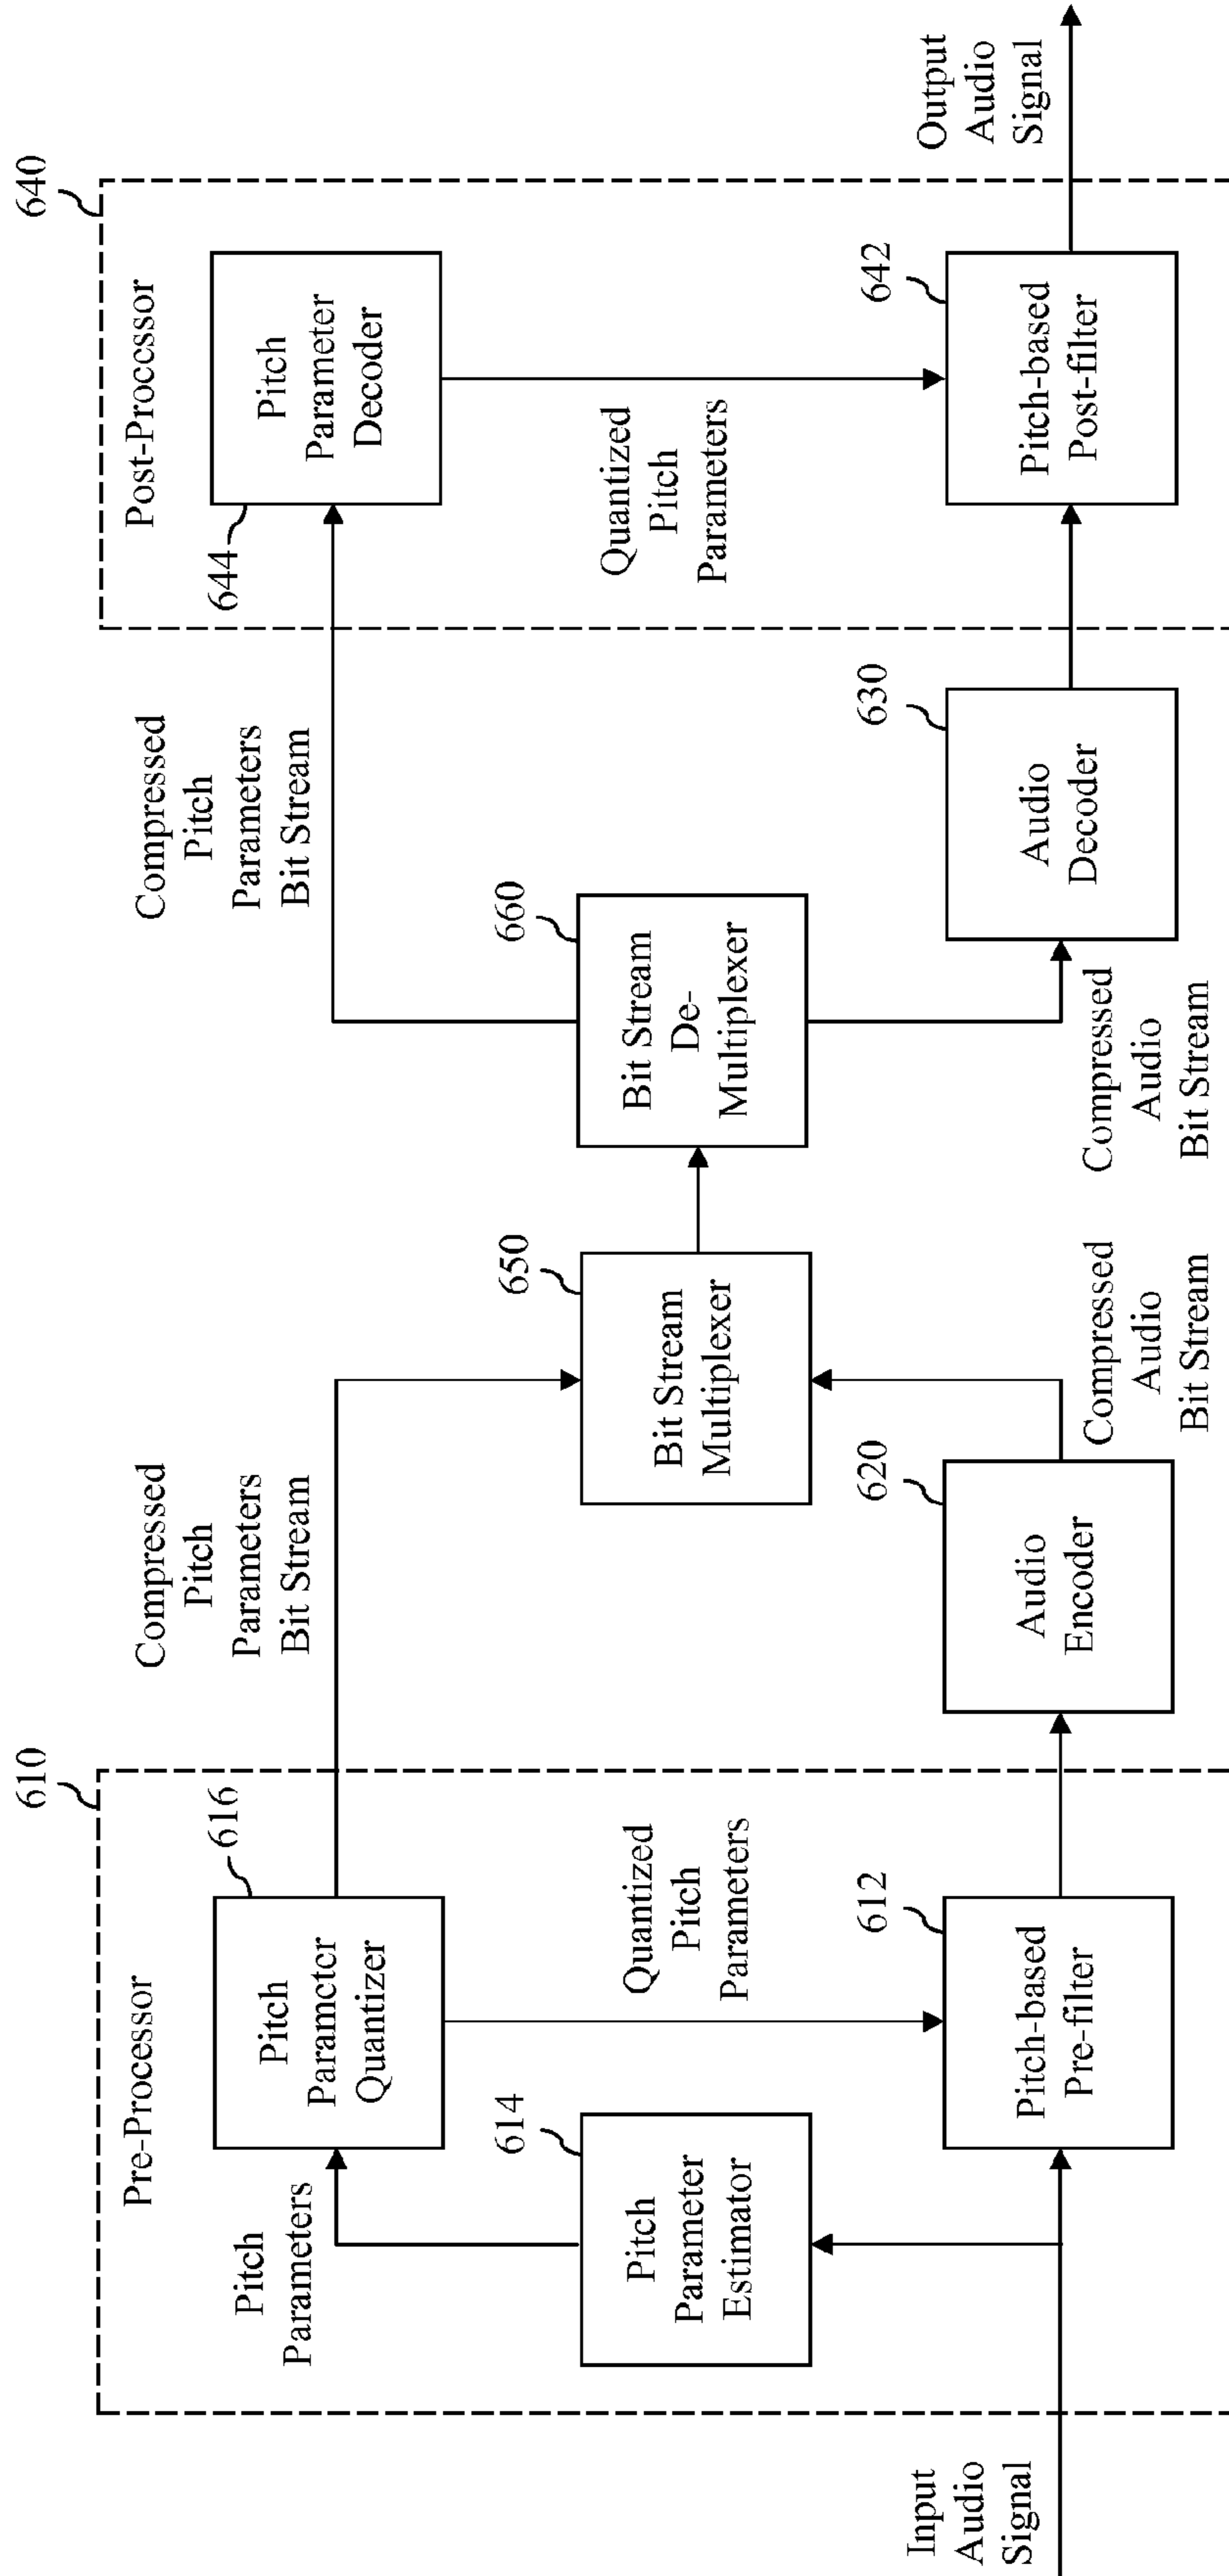 Input
Audio
Signal
610
Pre-Processor
Pitch
Parameters
614
Pitch
Parameter
Estimator
616
Pitch
Parameter
Quantizer
Quantized
Pitch
Parameters
612
Pitch-based
Pre-filter
Compressed
Pitch
Parameters
Bit Stream
620
Audio
Encoder
Compressed
Audio
Bit Stream
650
Bit Stream
Multiplexer
660
Bit Stream
De-
Multiplexer
Compressed
Pitch
Parameters
Bit Stream
Compressed
Audio
Bit Stream
630
Audio
Decoder
640
Post-Processor
644
Pitch
Parameter
Decoder
Quantized
Pitch
Parameters
642
Pitch-based
Post-filter
Output
Audio
Signal